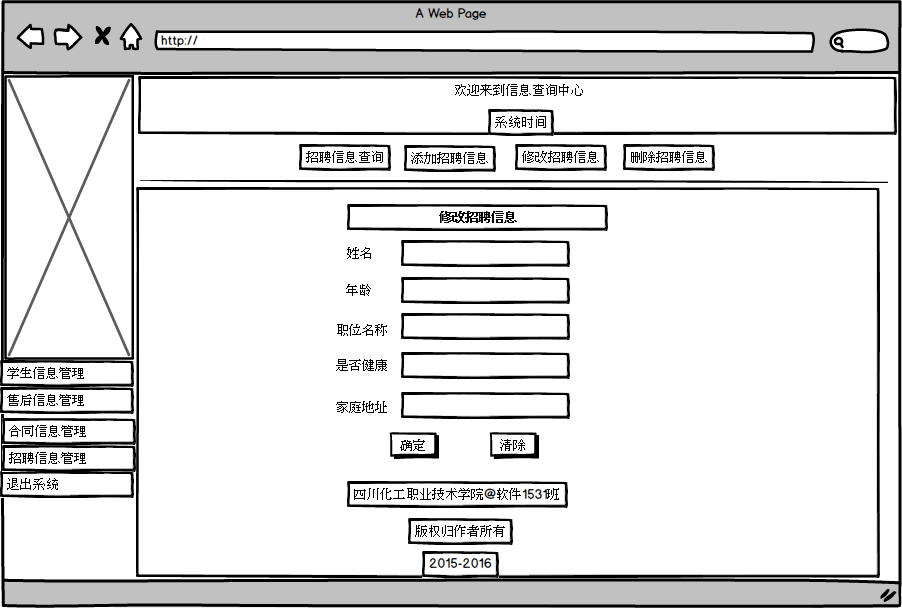 A Web Page
http://
欢迎来到信息查询中心
系统时间
招聘信息查询
添加招聘信息
修改招聘信息
删除招聘信息
修改招聘信息
姓名
年龄
职位名称
是否健康
家庭地址
确定
清除
学生信息管理
售后信息管理
合同信息管理
招聘信息管理
退出系统
四川化工职业技术学院@软件1531班
版权归作者所有
2015-2016